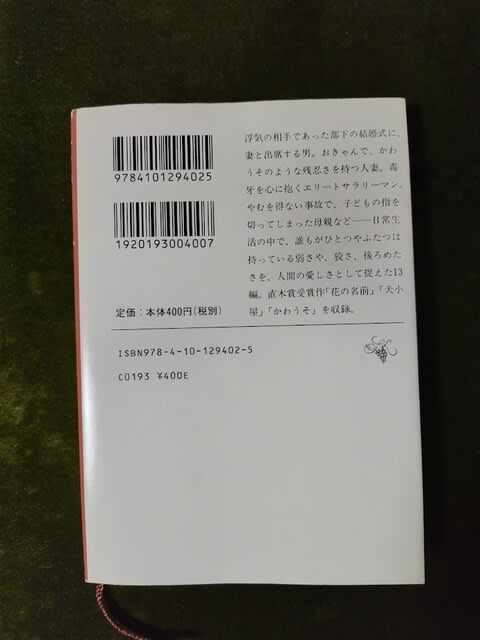 9784101294025
1920193004007
定価：本体400円（税別）
浮気の相手であった部下の結婚式に、
妻と出席する男。おきゃんで、かわ
うそのような残忍さを持つ人妻。毒
牙を心に抱くエリートサラリーマン。
やむを得ない事故で、子どもの指を
切ってしまった母親など――日常生
活の中で、誰もがひとつやふたつは
持っている弱さや、狡さ、後ろめた
さを、人間の愛しさとして捉えた13
編。直木賞受賞作「花の名前」「犬小
屋」「かわうそ」を収録。
ISBN978-4-10-129402-5
C0193 ¥400E